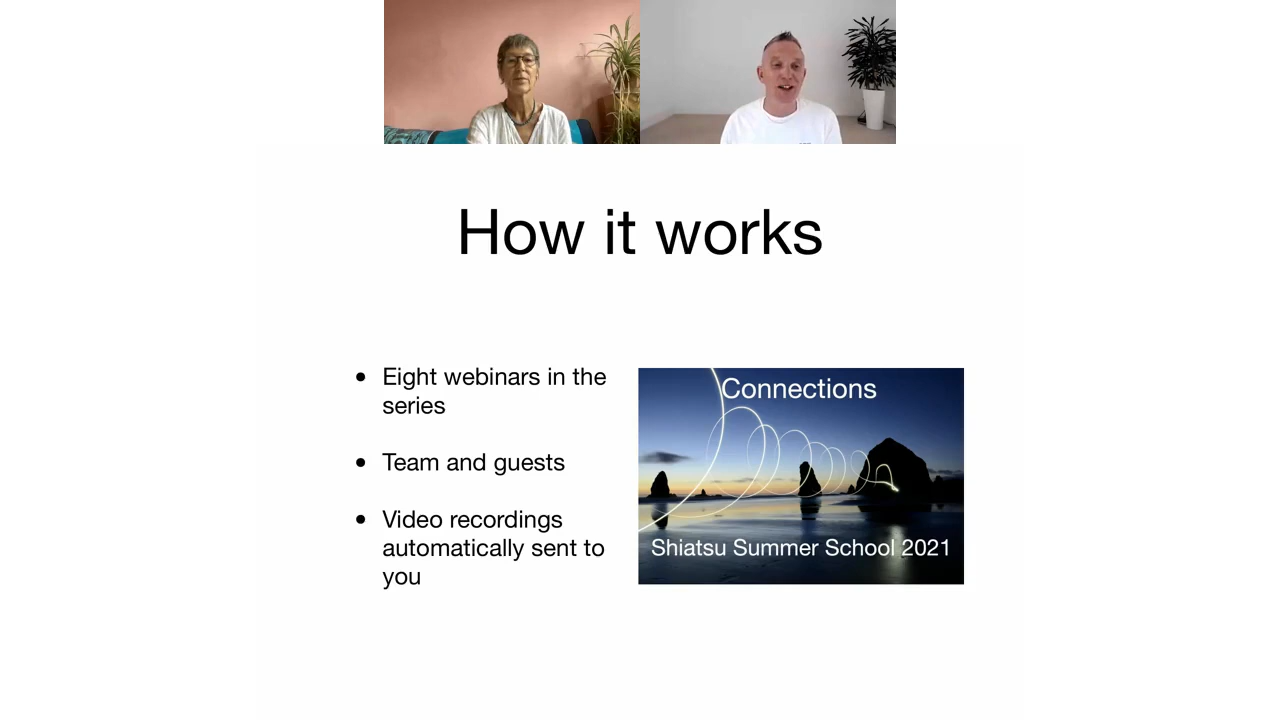 How it works
• Eight webinars in the
series
• Team and guests
• Video recordings
automatically sent to
you
Connections
Shiatsu Summer School 2021